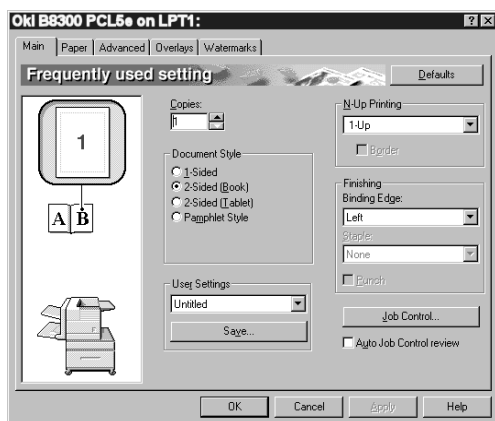 Oki B8300 PCL5e on LPT1:
Main Paper Advanced Overlays Watermarks
Frequently used setting
Defaults
1
A B
Copies:
1
Document Style
1-Sided
2-Sided (Book)
2-Sided (Tablet)
Pamphlet Style
User Settings
Untitled
Save...
N-Up Printing
1-Up
Border
Finishing
Binding Edge:
Left
Staple:
None
Punch
Job Control...
Auto Job Control review
OK Cancel Apply Help